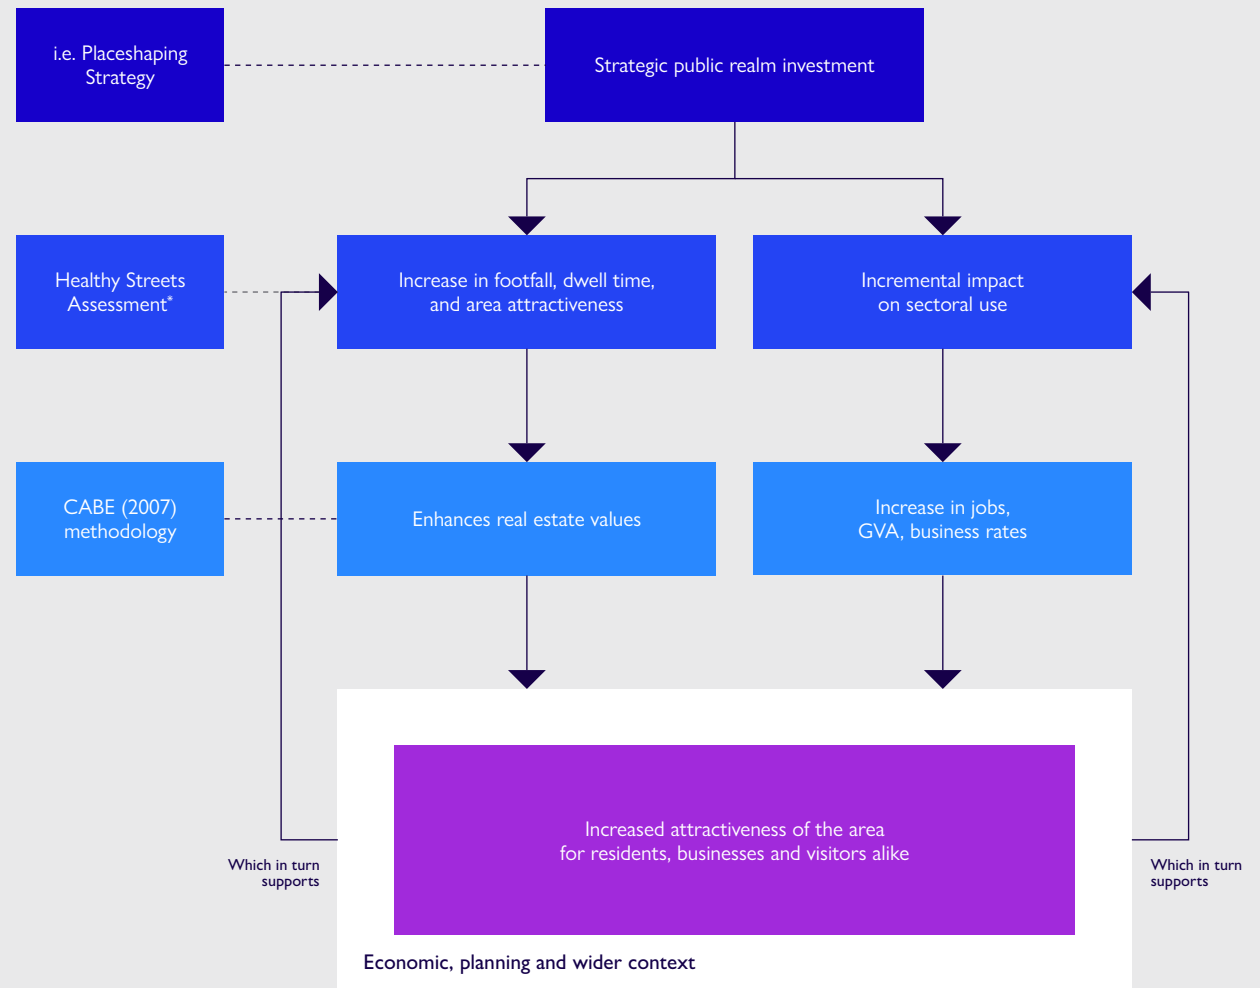 i.e. Placeshaping
Strategy
Strategic public realm investment
Healthy Streets
Assessment*
Increase in footfall, dwell time,
and area attractiveness
Incremental impact
on sectoral use
CABE (2007)
methodology
Enhances real estate values
Increase in jobs,
GVA, business rates
Increased attractiveness of the area
for residents, businesses and visitors alike
Which in turn
supports
Which in turn
supports
Economic, planning and wider context